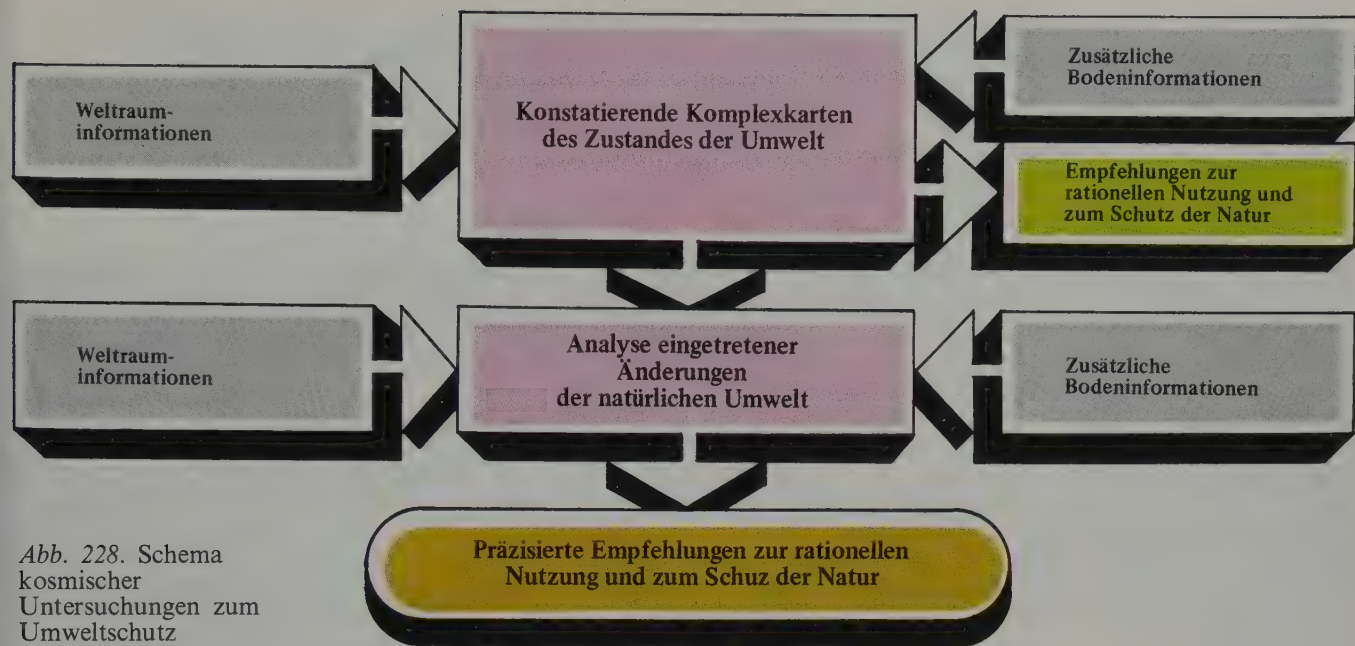 Weltraum-
informationen
Konstatierende Komplexkarten
des Zustandes der Umwelt
Zusätzliche
Bodeninformationen
Empfehlungen zur
rationellen Nutzung und
zum Schutz der Natur
Weltraum-
informationen
Analyse eingetretener
Änderungen
der natürlichen Umwelt
Zusätzliche
Bodeninformationen
Präzisierte Empfehlungen zur rationellen
Nutzung und zum Schuz der Natur
Abb. 228. Schema
kosmischer
Untersuchungen zum
Umweltschutz